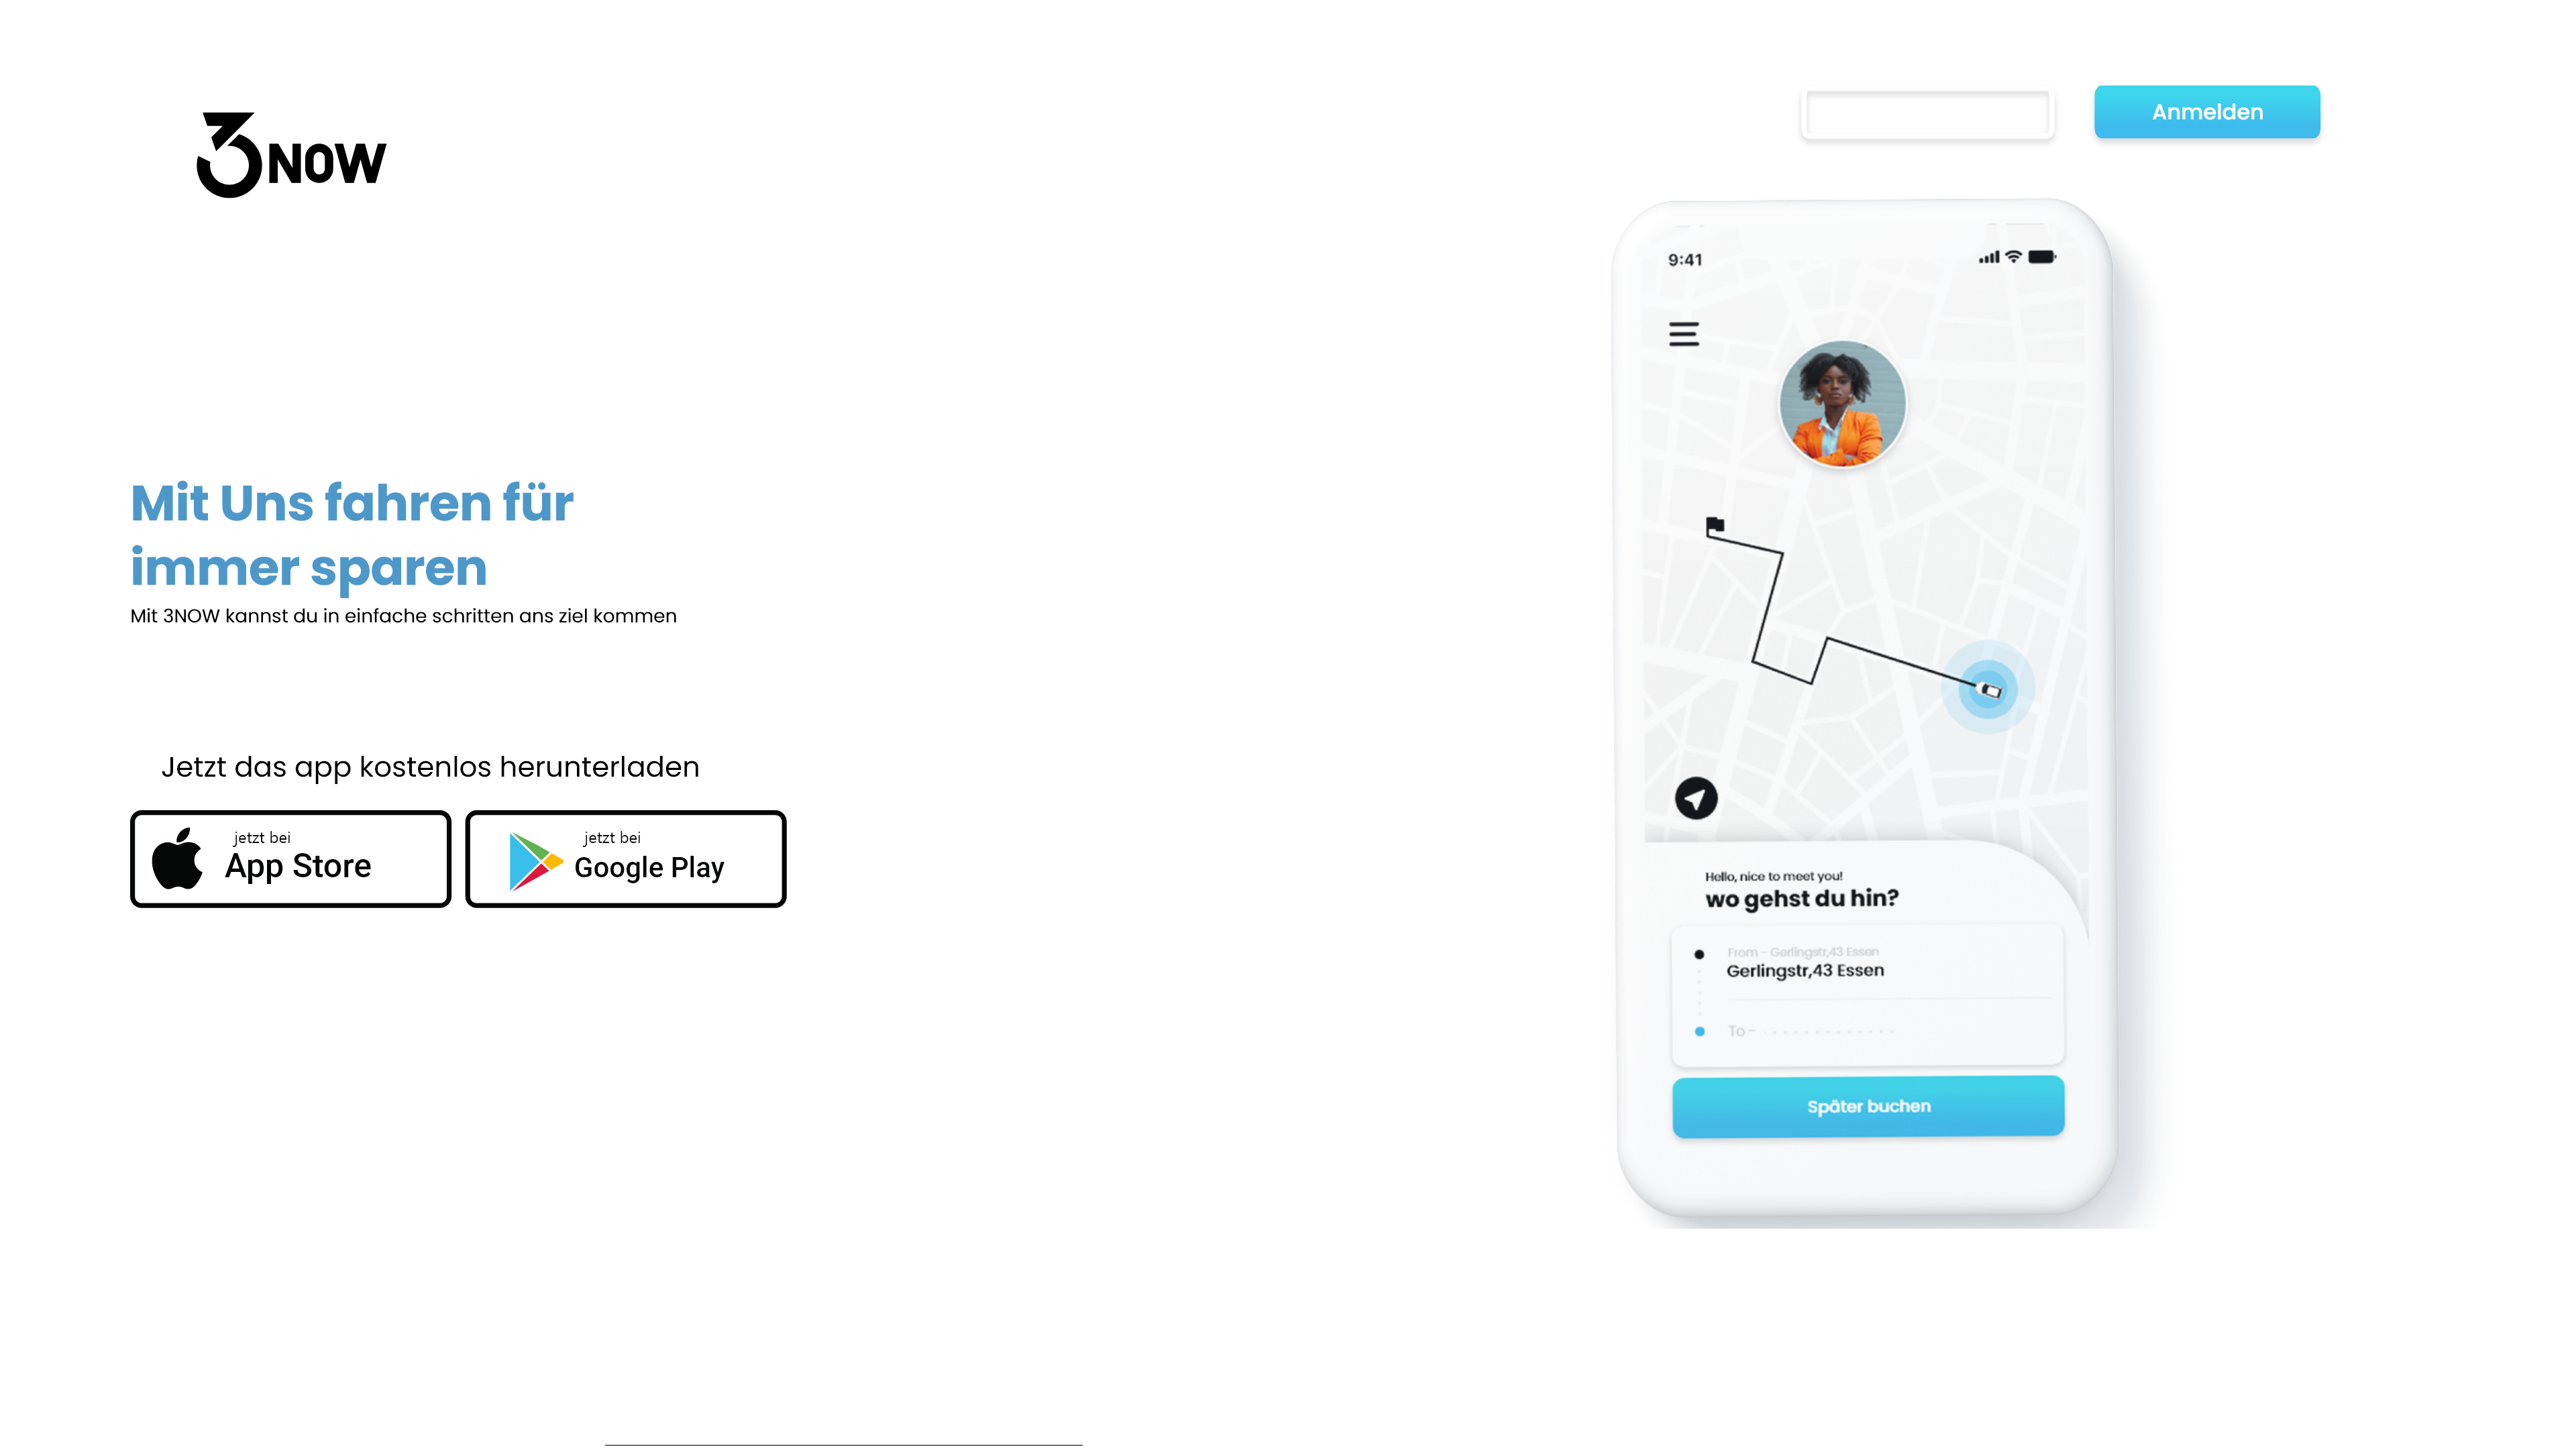 3NOW
Anmelden
9:41
Mit Uns fahren für
immer sparen
Mit 3NOW kannst du in einfache schritten ans ziel kommen
Jetzt das app kostenlos herunterladen
jetzt bei
App Store
jetzt bei
Google Play
Hello, nice to meet you!
wo gehst du hin?
From - Gerlingstr,43 Essen
Gerlingstr,43 Essen
To - . . . . . . . . . . . . . .
Später buchen